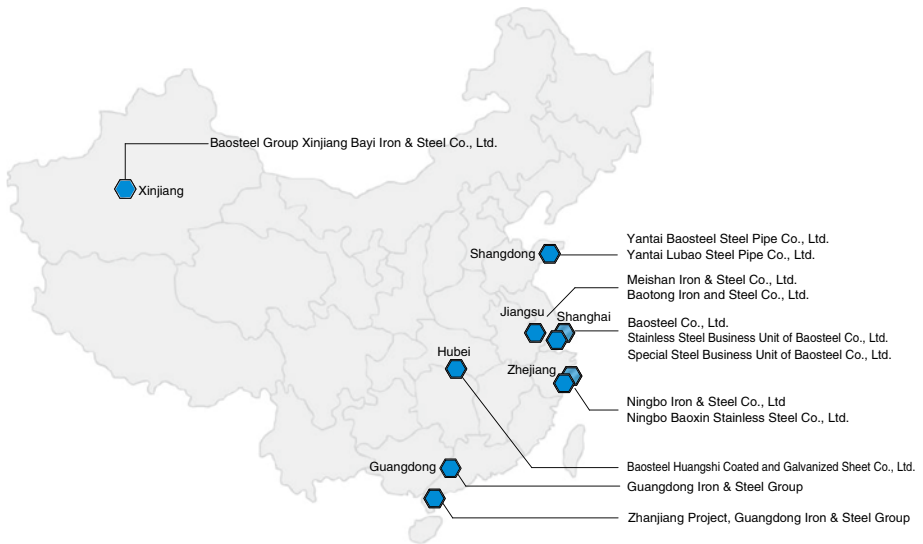 Baosteel Group Xinjiang Bayi Iron & Steel Co., Ltd.
Xinjiang
Shangdong
Yantai Baosteel Steel Pipe Co., Ltd.
Yantai Lubao Steel Pipe Co., Ltd.
Meishan Iron & Steel Co., Ltd.
Baotong Iron and Steel Co., Ltd.
Jiangsu
Shanghai
Baosteel Co., Ltd.
Stainless Steel Business Unit of Baosteel Co., Ltd.
Special Steel Business Unit of Baosteel Co., Ltd.
Hubei
Zhejiang
Ningbo Iron & Steel Co., Ltd
Ningbo Baoxin Stainless Steel Co., Ltd.
Guangdong
Baosteel Huangshi Coated and Galvanized Sheet Co., Ltd.
Guangdong Iron & Steel Group
Zhanjiang Project, Guangdong Iron & Steel Group